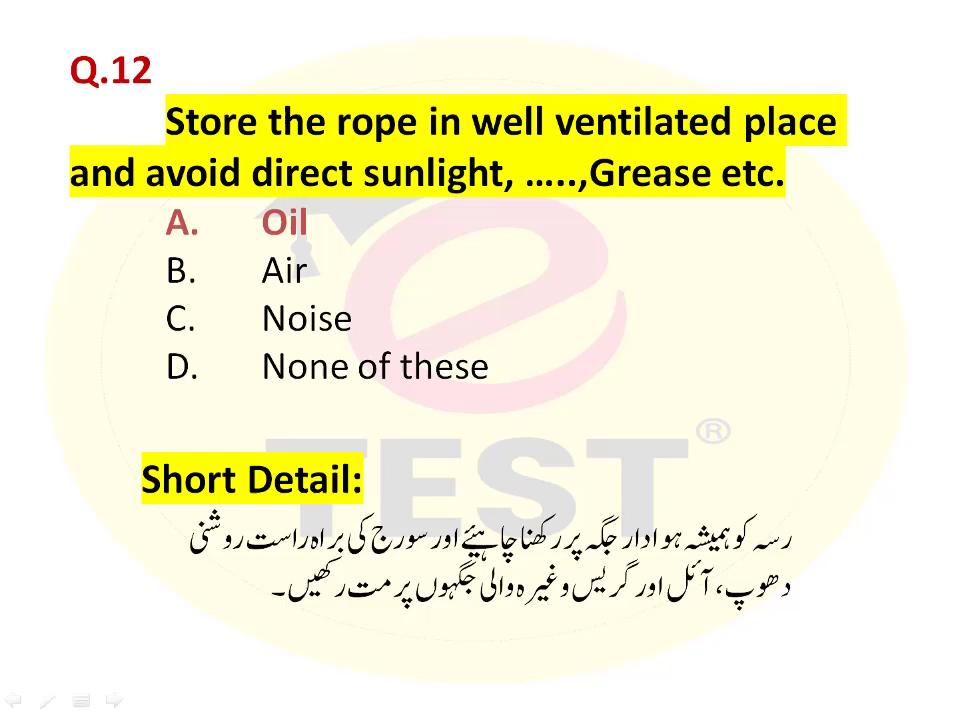 Q.12
Store the rope in well ventilated place
and avoid direct sunlight, …..,Grease etc.
A. Oil
B. Air
C. Noise
D. None of these
e
TEST®
Short Detail:
رسہ کو ہمیشہ ہوادار جگہ پر رکھنا چاہیئے اور سورج کی براہ راست روشنی
دھوپ، آئل اور گریس وغیرہ والی جگہوں پر مت رکھیں۔